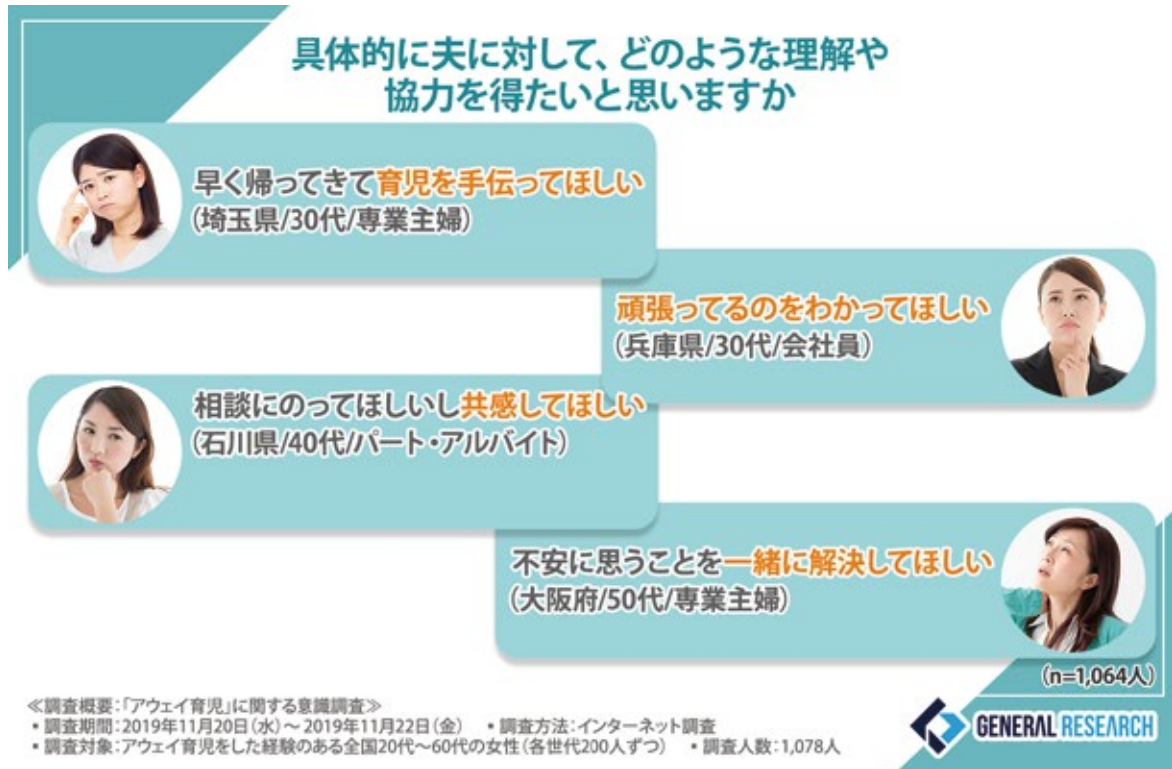 具体的に夫に対して、どのような理解や
協力を得たいと思いますか
早く帰ってきて育児を手伝ってほしい
(埼玉県/30代/専業主婦)
頑張ってるのをわかってほしい
(兵庫県/30代/会社員)
相談にのってほしいし共感してほしい
(石川県/40代/パート・アルバイト)
不安に思うことを一緒に解決してほしい
(大阪府/50代/専業主婦)
(n=1,064人)
≪調査概要:「アウェイ育児」に関する意識調査≫
▪調査期間:2019年11月20日(水)～2019年11月22日(金) ▪調査方法:インターネット調査
▪調査対象:アウェイ育児をした経験のある全国20代～60代の女性(各世代200人ずつ) ▪調査人数:1,078人
GENERAL RESEARCH